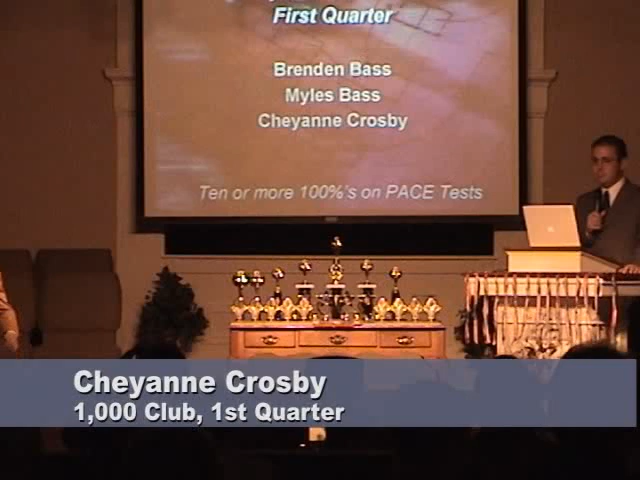 First Quarter
Brenden Bass
Myles Bass
Cheyanne Crosby
Ten or more 100%'s on PACE Tests
Cheyanne Crosby
1,000 Club, 1st Quarter